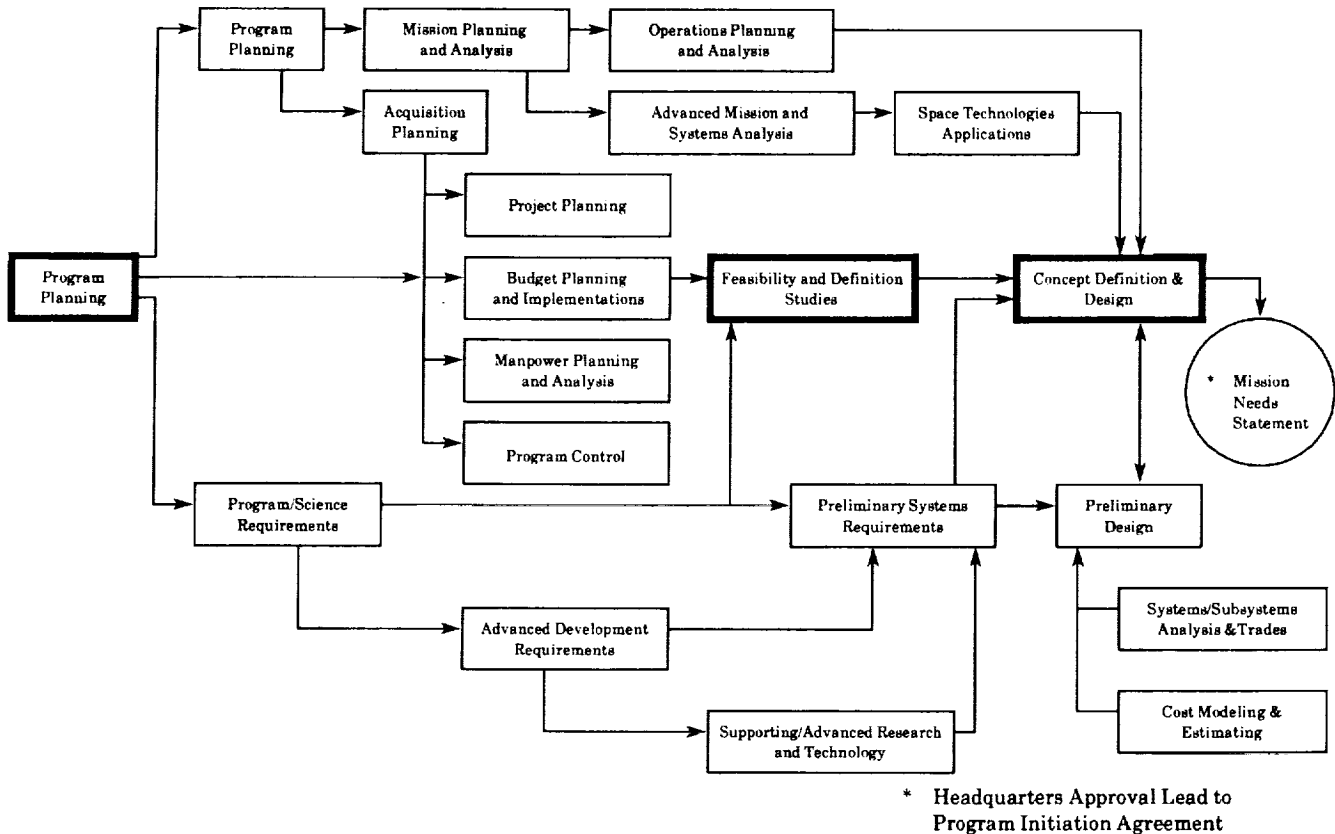 Program
Planning
Mission Planning
and Analysis
Operations Planning
and Analysis
Acquisition
Planning
Advanced Mission and
Systems Analysis
Space Technologies
Applications
Project Planning
Program
Planning
Budget Planning
and Implementations
Feasibility and Definition
Studies
Concept Definition &
Design
Manpower Planning
and Analysis
* Mission
Needs
Statement
Program Control
Program/Science
Requirements
Preliminary Systems
Requirements
Preliminary
Design
Advanced Development
Requirements
Systems/Subsystems
Analysis &Trades
Supporting/Advanced Research
and Technology
Cost Modeling &
Estimating
* Headquarters Approval Lead to
Program Initiation Agreement